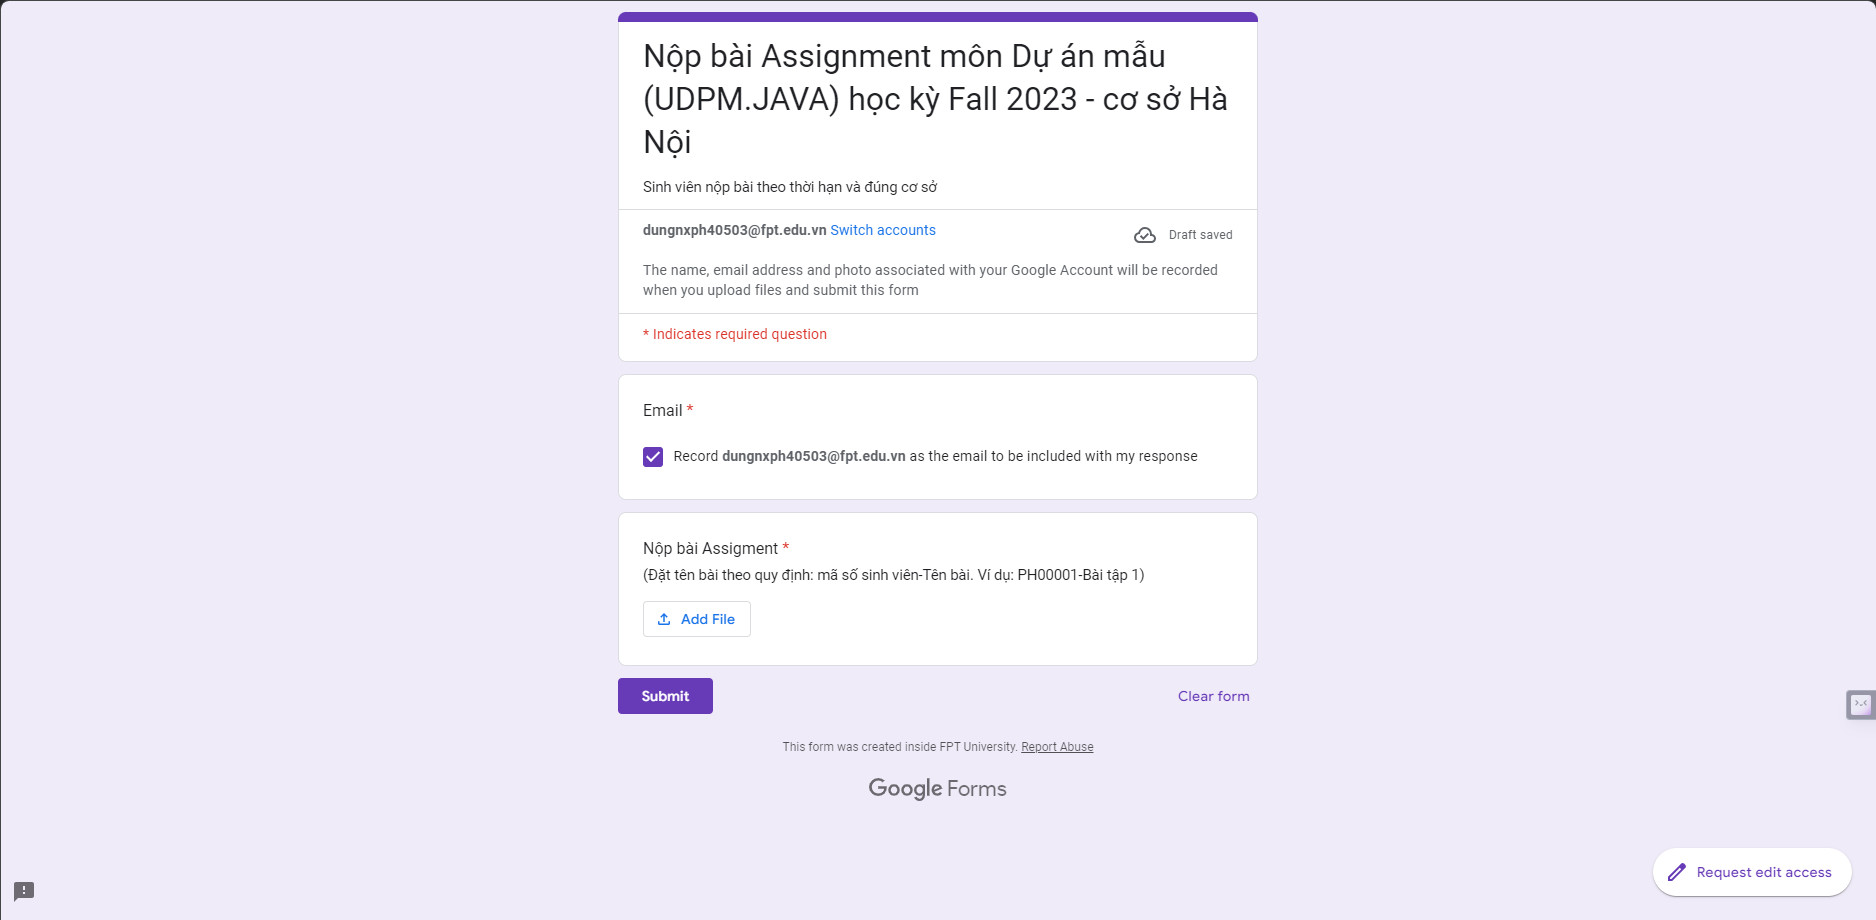 Nộp bài Assignment môn Dự án mẫu
(UDPM.JAVA) học kỳ Fall 2023 - cơ sở Hà
Nội
Sinh viên nộp bài theo thời hạn và đúng cơ sở
dungnxph40503@fpt.edu.vn Switch accounts
Draft saved
The name, email address and photo associated with your Google Account will be recorded
when you upload files and submit this form
* Indicates required question
Email *
Record dungnxph40503@fpt.edu.vn as the email to be included with my response
Nộp bài Assigment *
(Đặt tên bài theo quy định: mã số sinh viên-Tên bài. Ví dụ: PH00001-Bài tập 1)
Add File
Submit
Clear form
This form was created inside FPT University. Report Abuse
Google Forms
Request edit access